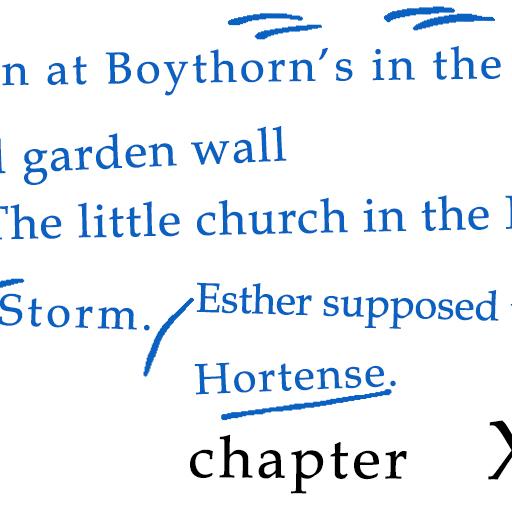 n at Boythorn's in the
garden wall
The little church in the
Storm. Esther supposed
Hortense.
chapter X